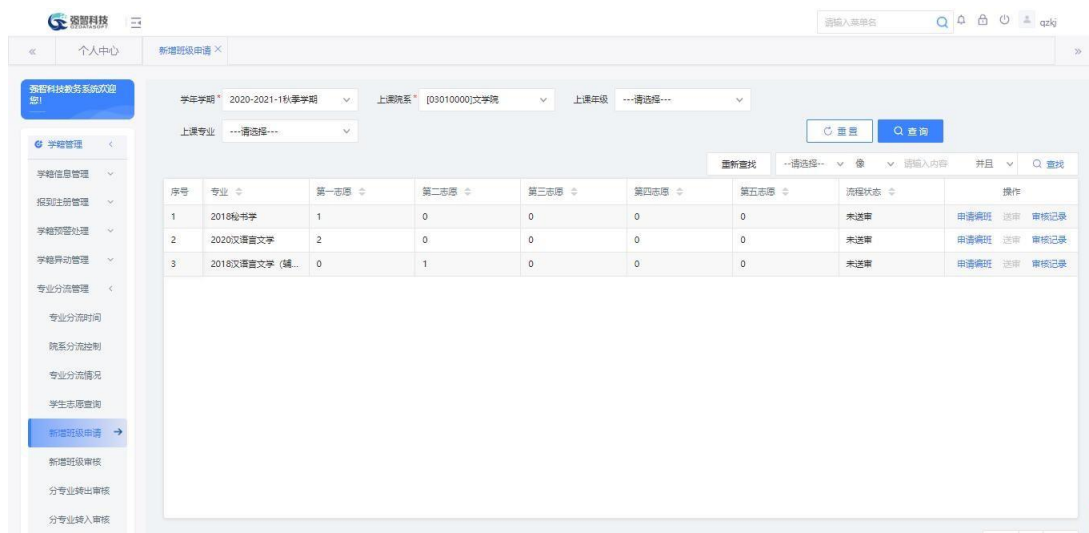 强智科技
QZDATASOFT
请输入菜单名
qzkj
个人中心
新增班级申请
强智科技教务系统欢迎
您!
学籍管理
学籍信息管理
报到注册管理
学籍预警处理
学籍异动管理
专业分流管理
专业分流时间
院系分流控制
专业分流情况
学生志愿查询
新增班级申请
新增班级审核
分专业转出审核
分专业转入审核
学年学期* 2020-2021-1秋季学期 上课院系* [03010000]文学院 上课年级 ---请选择---
上课专业 ---请选择--- 重置 查询
重新查找 --请选择-- 像 请输入内容 并且 查找
序号 专业 第一志愿 第二志愿 第三志愿 第四志愿 第五志愿 流程状态 操作
1 2018秘书学 1 0 0 0 0 未送审 申请编班 送审 审核记录
2 2020汉语言文学 2 0 0 0 0 未送审 申请编班 送审 审核记录
3 2018汉语言文学（辅... 0 1 0 0 0 未送审 申请编班 送审 审核记录